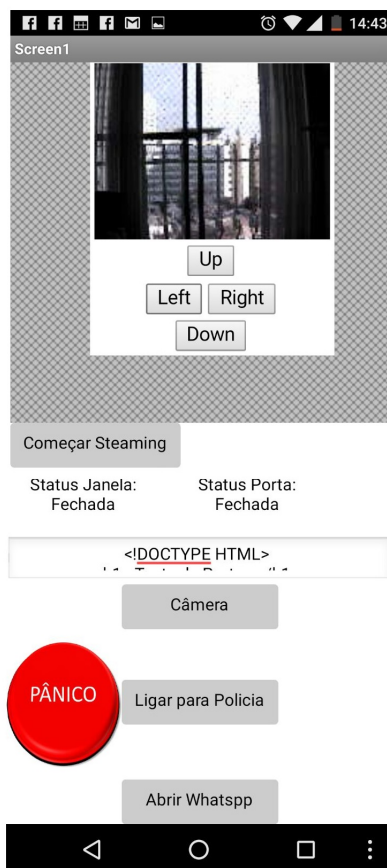 14:43
Screen1
Up
Left Right
Down
Começar Steaming
Status Janela: Status Porta:
Fechada Fechada
<!DOCTYPE HTML>
Câmera
PÂNICO
Ligar para Policia
Abrir Whatspp